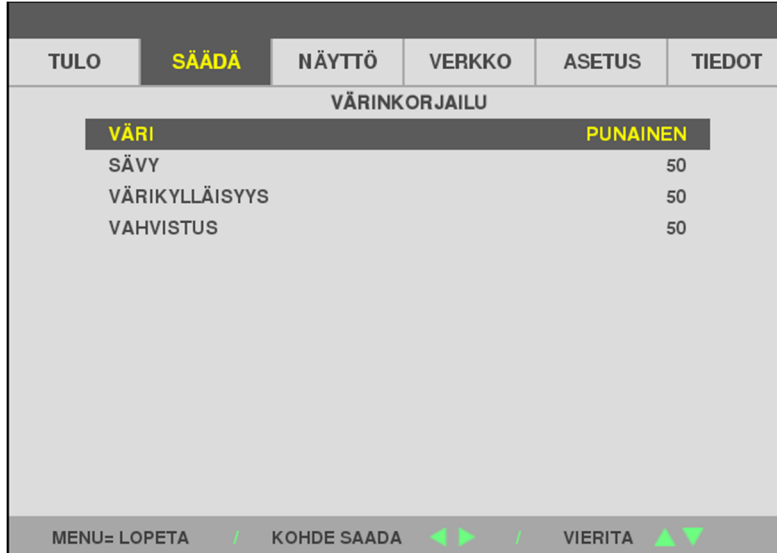 TULO SÄÄDÄ NÄYTTÖ VERKKO ASETUS TIEDOT
VÄRINKORJAILU
VÄRI PUNAINEN
SÄVY 50
VÄRIKYLLÄISYYS 50
VAHVISTUS 50
MENU= LOPETA / KOHDE SAADA ◀ ▶ / VIERITA ▲ ▼